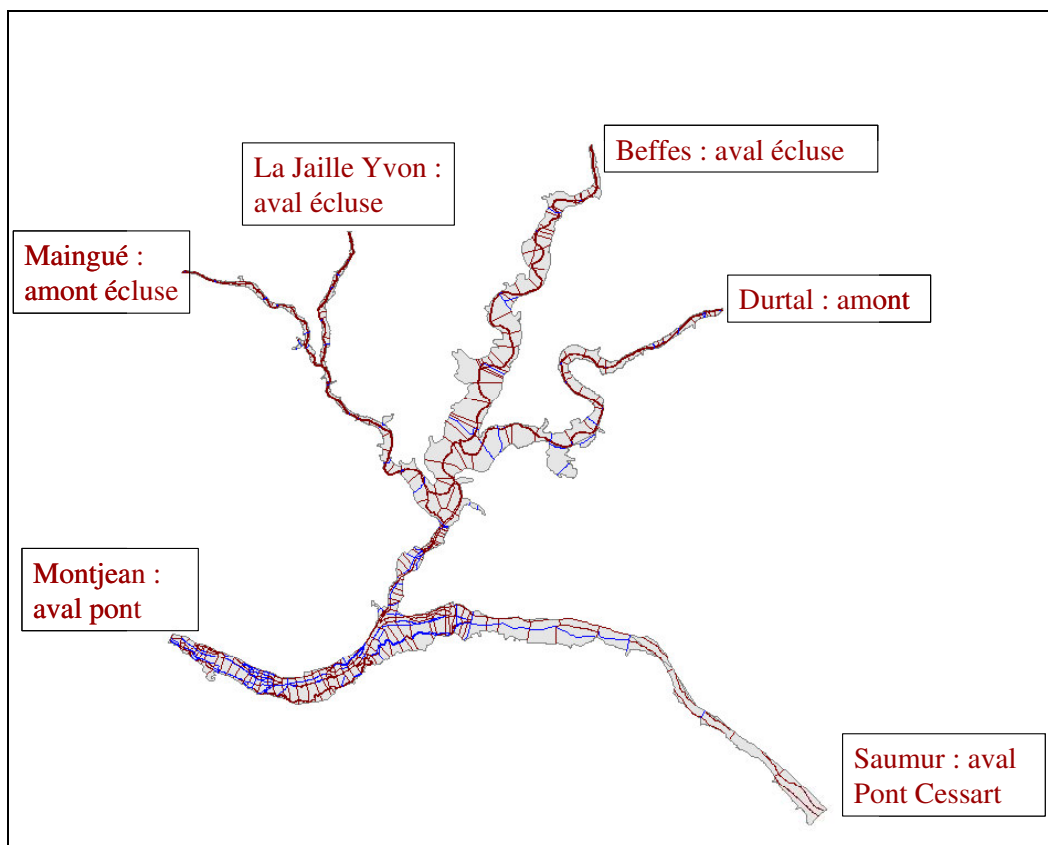 Beffes : aval écluse
La Jaille Yvon :
aval écluse
Maingué :
amont écluse
Durtal : amont
Montjean :
aval pont
Saumur : aval
Pont Cessart